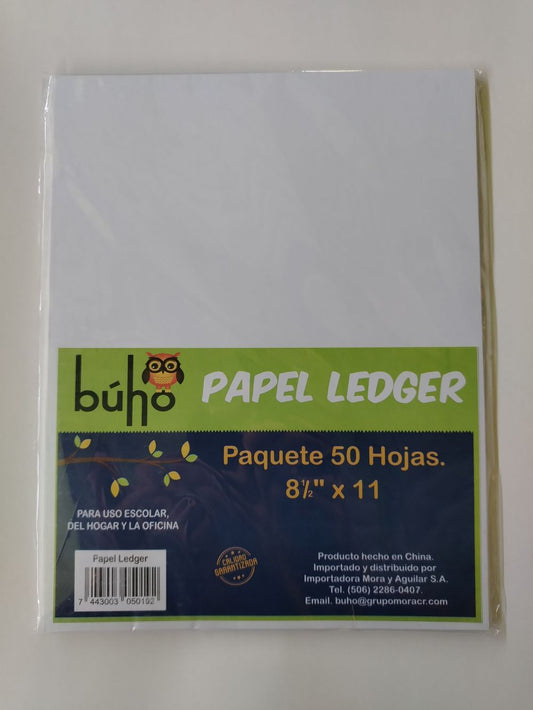 búho
PAPEL LEDGER
Paquete 50 Hojas.
8½" x 11
PARA USO ESCOLAR,
DEL HOGAR Y LA OFICINA
Papel Ledger
7 443003 050192
CALIDAD
GARANTIZADA
Producto hecho en China.
Importado y distribuido por
Importadora Mora y Aguilar S.A.
Tel. (506) 2286-0407.
Email. buho@grupomoracr.com